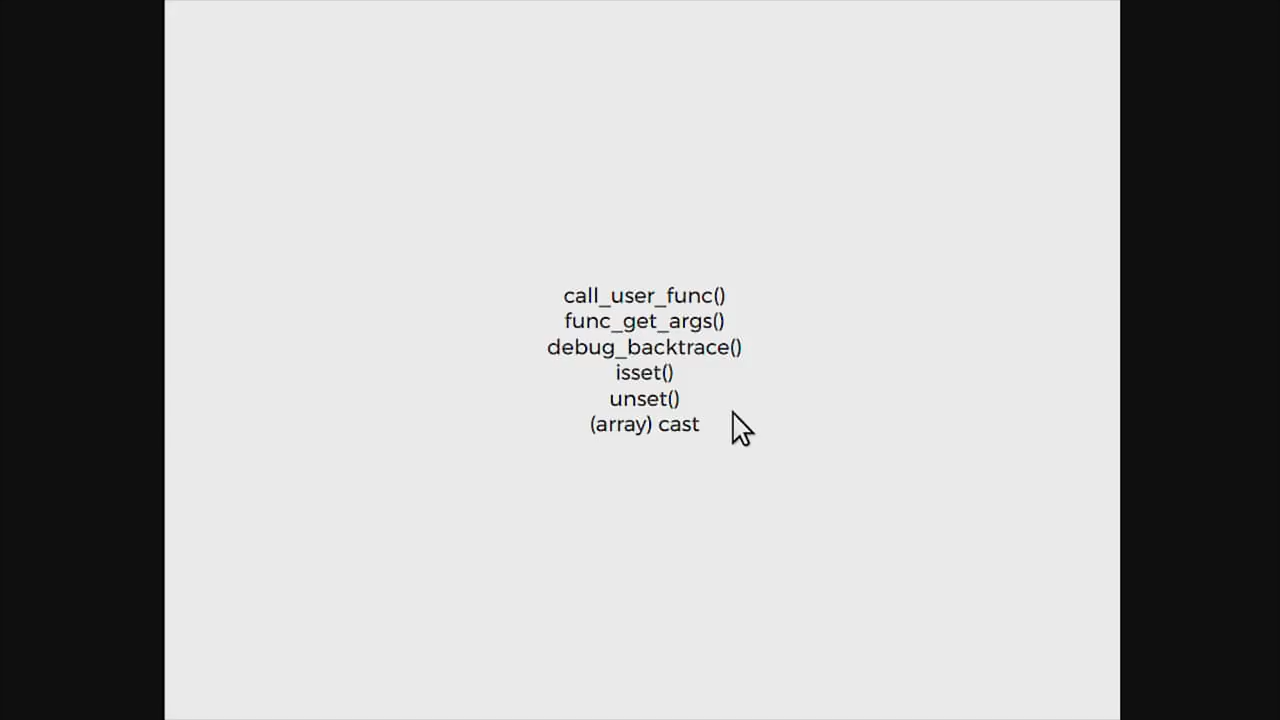 call_user_func()
func_get_args()
debug_backtrace()
isset()
unset()
(array) cast